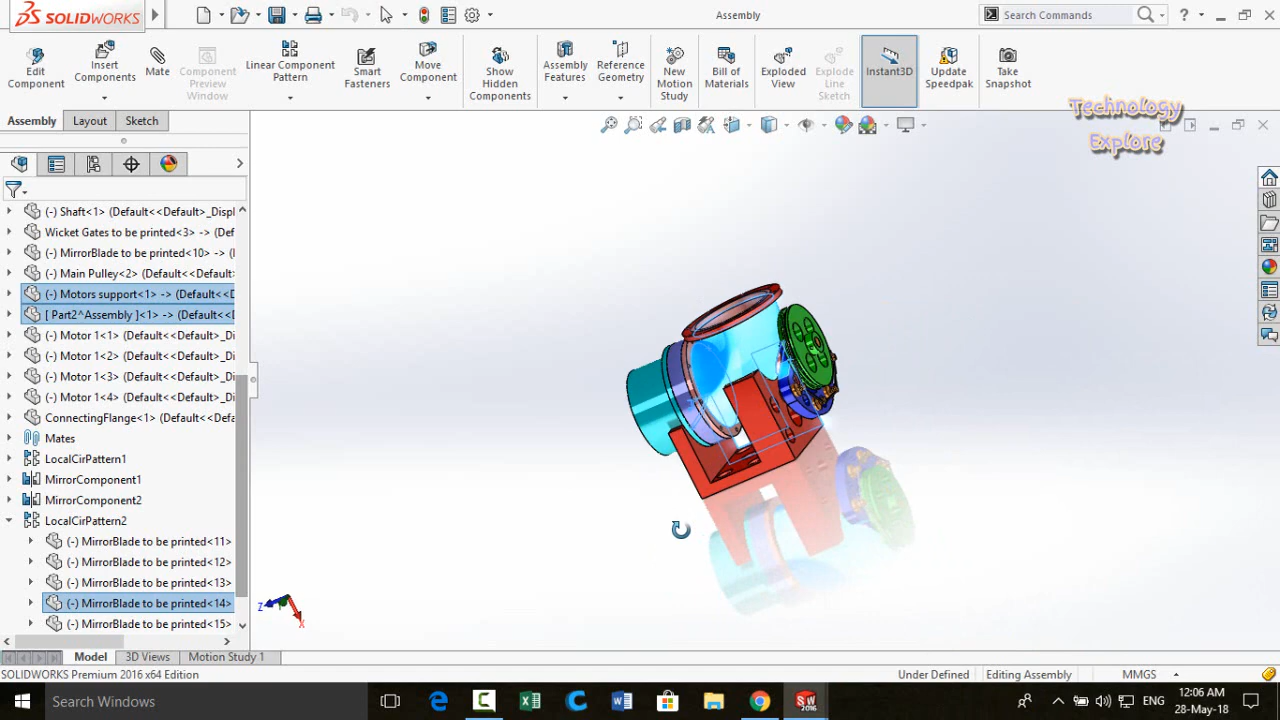 SOLIDWORKS
Assembly
Search Commands
Edit Component
Insert Components
Mate
Component Preview Window
Linear Component Pattern
Smart Fasteners
Move Component
Show Hidden Components
Assembly Features
Reference Geometry
New Motion Study
Bill of Materials
Exploded View
Explode Line Sketch
Instant3D
Update Speedpak
Take Snapshot
Technology
Explore
Assembly Layout Sketch
(-) Shaft<1> (Default<<Default>_Displ
Wicket Gates to be printed<3> -> (Def
(-) MirrorBlade to be printed<10> -> (
(-) Main Pulley<2> (Default<<Default>
(-) Motors support<1> -> (Default<<D
[ Part2^Assembly ]<1> -> (Default<<D
(-) Motor 1<1> (Default<<Default>_Di
(-) Motor 1<2> (Default<<Default>_Di
(-) Motor 1<3> (Default<<Default>_Di
(-) Motor 1<4> (Default<<Default>_Di
ConnectingFlange<1> (Default<<Defa
Mates
LocalCirPattern1
MirrorComponent1
MirrorComponent2
LocalCirPattern2
(-) MirrorBlade to be printed<11>
(-) MirrorBlade to be printed<12>
(-) MirrorBlade to be printed<13>
(-) MirrorBlade to be printed<14>
(-) MirrorBlade to be printed<15>
Z
X
Model 3D Views Motion Study 1
SOLIDWORKS Premium 2016 x64 Edition
Under Defined Editing Assembly MMGS
Search Windows
SW 2016
ENG
12:06 AM
28-May-18